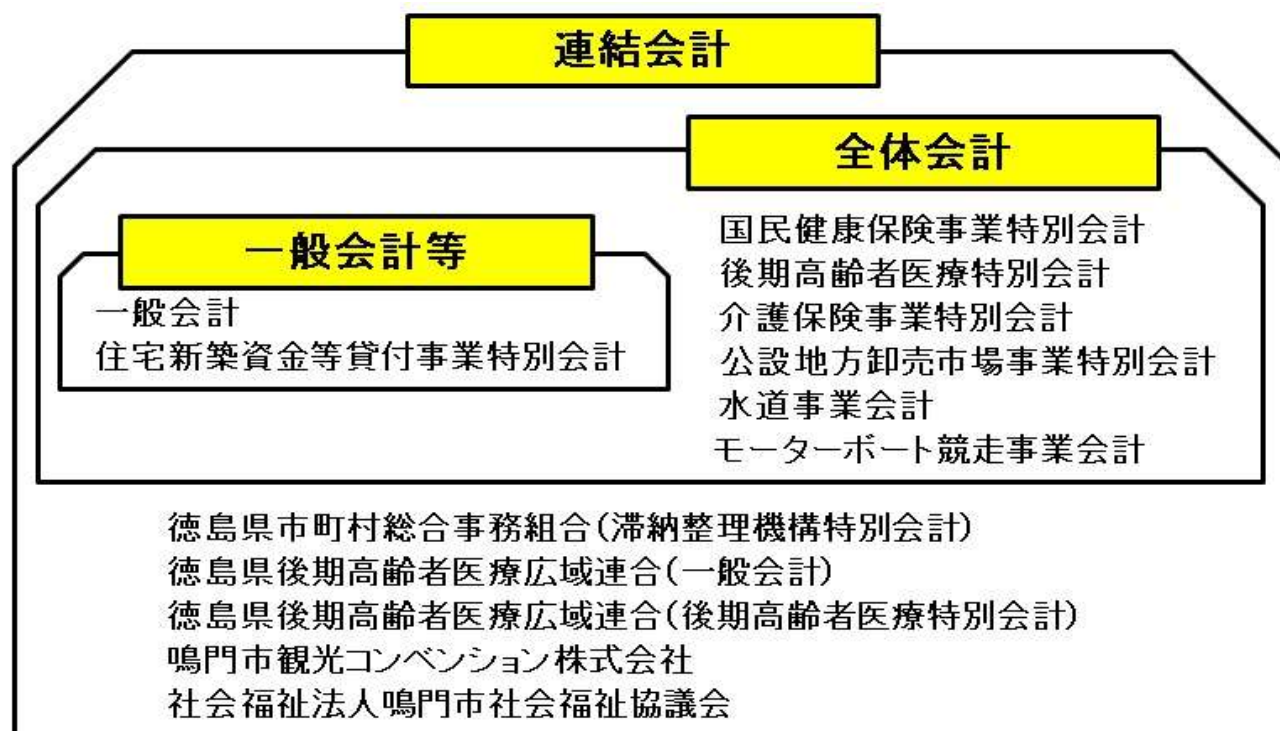 連結会計
全体会計
一般会計等
一般会計
住宅新築資金等貸付事業特別会計
国民健康保険事業特別会計
後期高齢者医療特別会計
介護保険事業特別会計
公設地方卸売市場事業特別会計
水道事業会計
モーターボート競走事業会計
徳島県市町村総合事務組合(滞納整理機構特別会計)
徳島県後期高齢者医療広域連合(一般会計)
徳島県後期高齢者医療広域連合(後期高齢者医療特別会計)
鳴門市観光コンベンション株式会社
社会福祉法人鳴門市社会福祉協議会